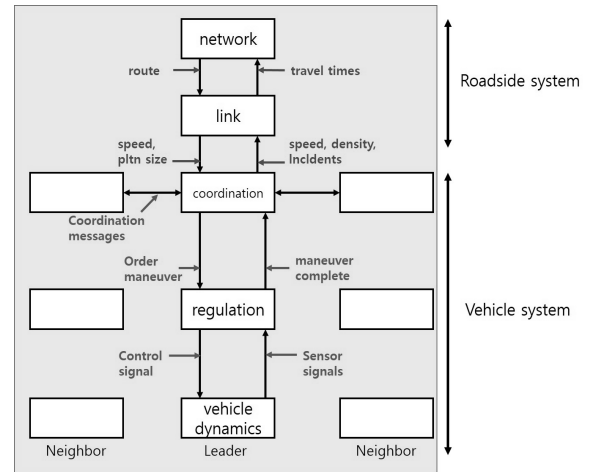 network
route
travel times
Roadside system
link
speed,
pltn size
speed, density,
Incldents
coordination
Coordination
messages
Order
maneuver
maneuver
complete
regulation
Vehicle system
Control
signal
Sensor
signals
vehicle
dynamics
Neighbor
Leader
Neighbor